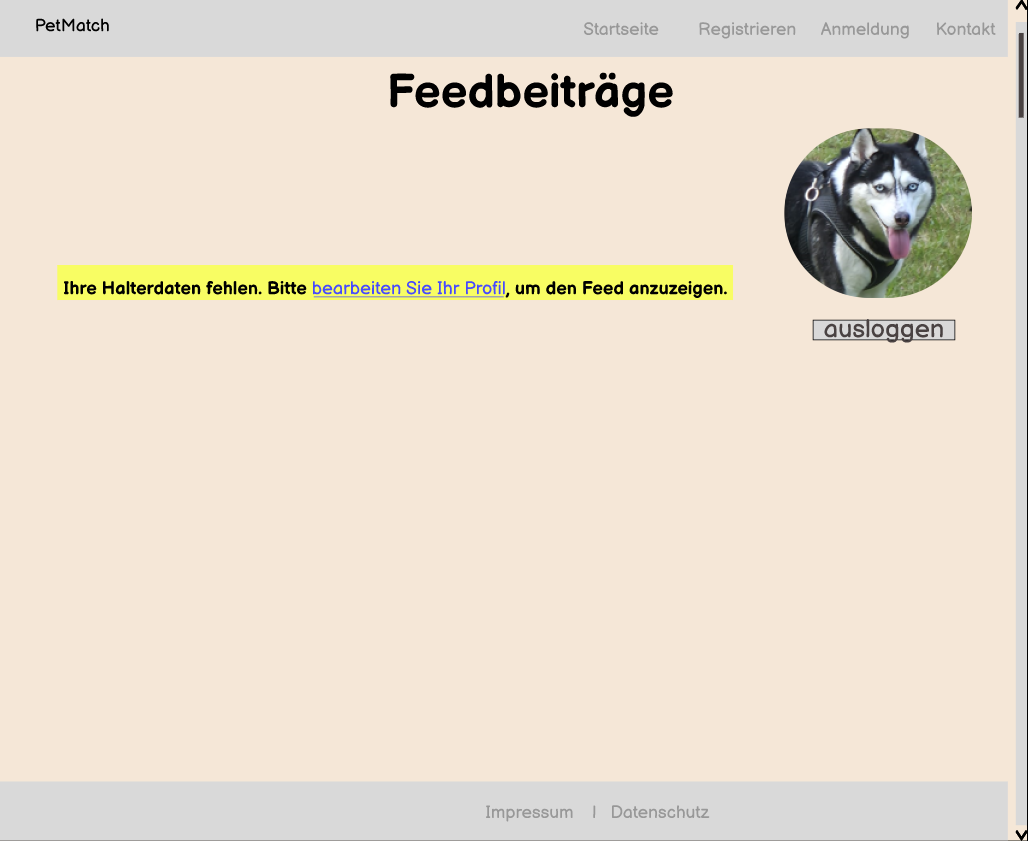 PetMatch
Startseite Registrieren Anmeldung Kontakt
Feedbeiträge
Ihre Halterdaten fehlen. Bitte bearbeiten Sie Ihr Profil, um den Feed anzuzeigen.
ausloggen
Impressum | Datenschutz